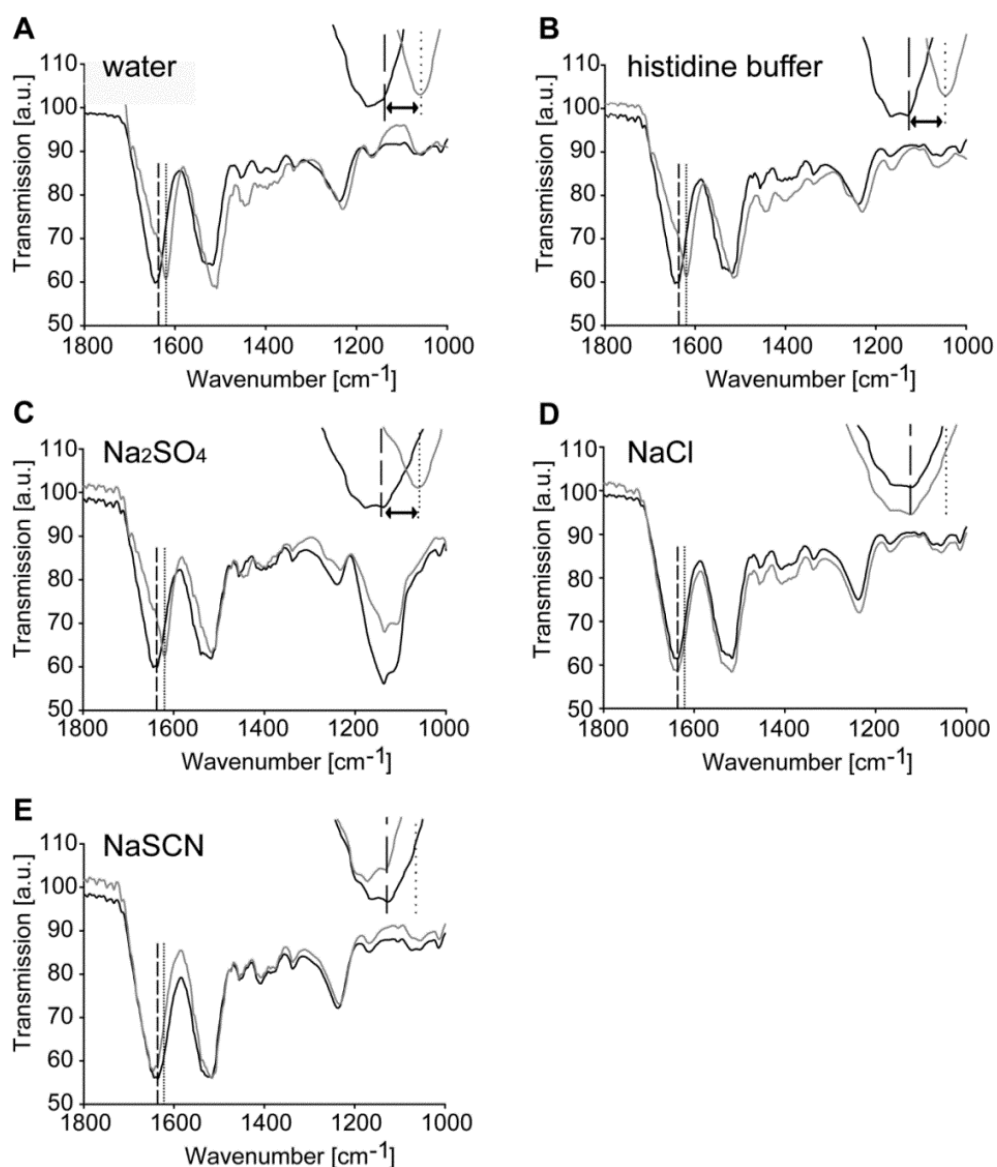 A
water
110
100
90
80
70
60
50
Transmission [a.u.]
1800 1600 1400 1200 1000
Wavenumber [cm-1]
B
histidine buffer
110
100
90
80
70
60
50
Transmission [a.u.]
1800 1600 1400 1200 1000
Wavenumber [cm-1]
C
Na2SO4
110
100
90
80
70
60
50
Transmission [a.u.]
1800 1600 1400 1200 1000
Wavenumber [cm-1]
D
NaCl
110
100
90
80
70
60
50
Transmission [a.u.]
1800 1600 1400 1200 1000
Wavenumber [cm-1]
E
NaSCN
110
100
90
80
70
60
50
Transmission [a.u.]
1800 1600 1400 1200 1000
Wavenumber [cm-1]